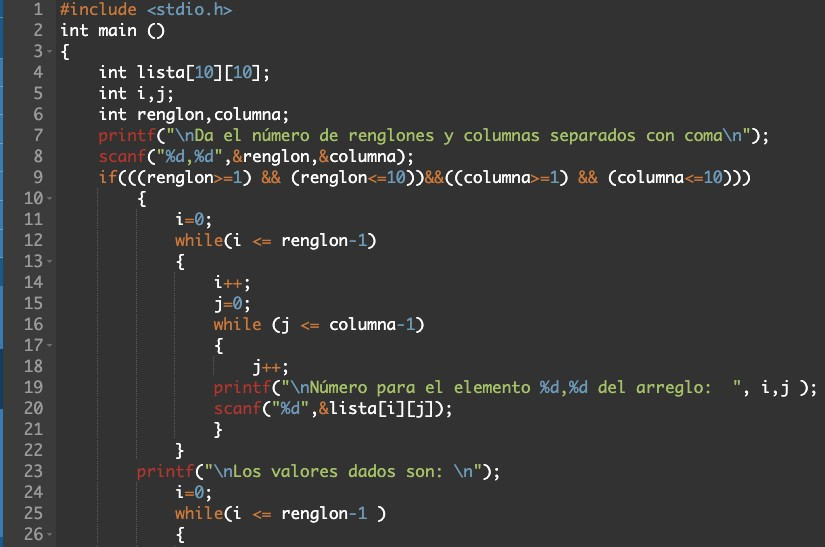 1 #include <stdio.h>
2 int main ()
3 {
4 int lista[10][10];
5 int i,j;
6 int renglon,columna;
7 printf("\nDa el número de renglones y columnas separados con coma\n");
8 scanf("%d,%d",&renglon,&columna);
9 if(((renglon>=1) && (renglon<=10))&&((columna>=1) && (columna<=10)))
10 {
11 i=0;
12 while(i <= renglon-1)
13 {
14 i++;
15 j=0;
16 while (j <= columna-1)
17 {
18 j++;
19 printf("\nNúmero para el elemento %d,%d del arreglo:  ", i,j );
20 scanf("%d",&lista[i][j]);
21 }
22 }
23 printf("\nLos valores dados son: \n");
24 i=0;
25 while(i <= renglon-1 )
26 {